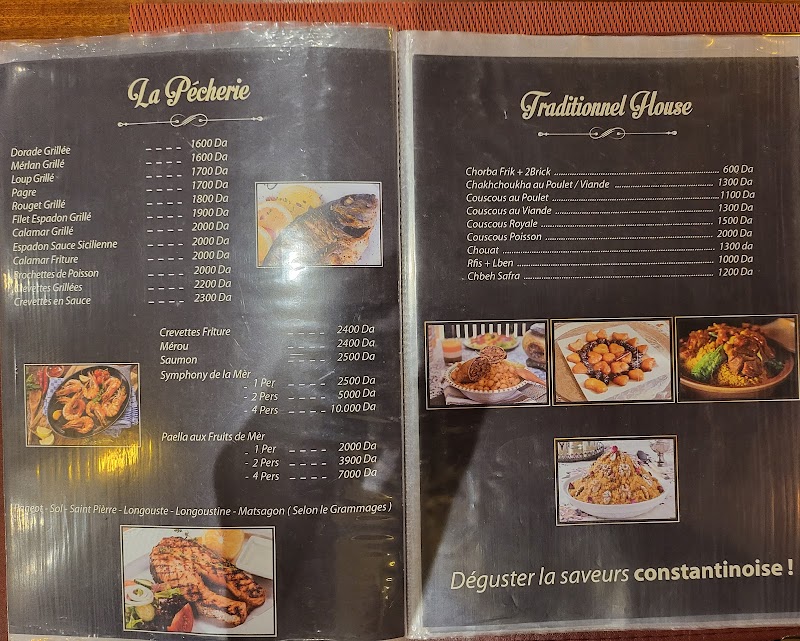 La Pécherie
Dorade Grillée _ _ _ _ 1600 Da
Mérlan Grillé _ _ _ _ 1600 Da
Loup Grillé _ _ _ _ 1700 Da
Pagre _ _ _ _ 1700 Da
Rouget Grillé _ _ _ _ 1800 Da
Filet Espadon Grillé _ _ _ _ 1900 Da
Calamar Grillé _ _ _ _ 2000 Da
Espadon Sauce Sicilienne _ _ _ _ 2000 Da
Calamar Friture _ _ _ _ 2000 Da
Brochettes de Poisson _ _ _ _ 2000 Da
Crevettes Grillées _ _ _ _ 2200 Da
Crevettes en Sauce _ _ _ _ 2300 Da
Crevettes Friture _ _ _ _ 2400 Da
Mérou _ _ _ _ 2400 Da
Saumon _ _ _ _ 2500 Da
Symphony de la Mèr
- 1 Per _ _ _ _ 2500 Da
- 2 Pers _ _ _ _ 5000 Da
- 4 Pers _ _ _ _ 10.000 Da
Paella aux Fruits de Mèr
- 1 Per _ _ _ _ 2000 Da
- 2 Pers _ _ _ _ 3900 Da
- 4 Pers _ _ _ _ 7000 Da
Pageot - Sol - Saint Pièrre - Longouste - Longoustine - Matsagon ( Selon le Grammages )
Traditionnel House
Chorba Frik + 2Brick ........ 600 Da
Chakhchoukha au Poulet / Viande ........ 1300 Da
Couscous au Poulet ........ 1100 Da
Couscous au Viande ........ 1300 Da
Couscous Royale ........ 1500 Da
Couscous Poisson ........ 2000 Da
Chouat ........ 1300 da
Rfis + Lben ........ 1000 Da
Chbeh Safra ........ 1200 Da
Déguster la saveurs constantinoise !